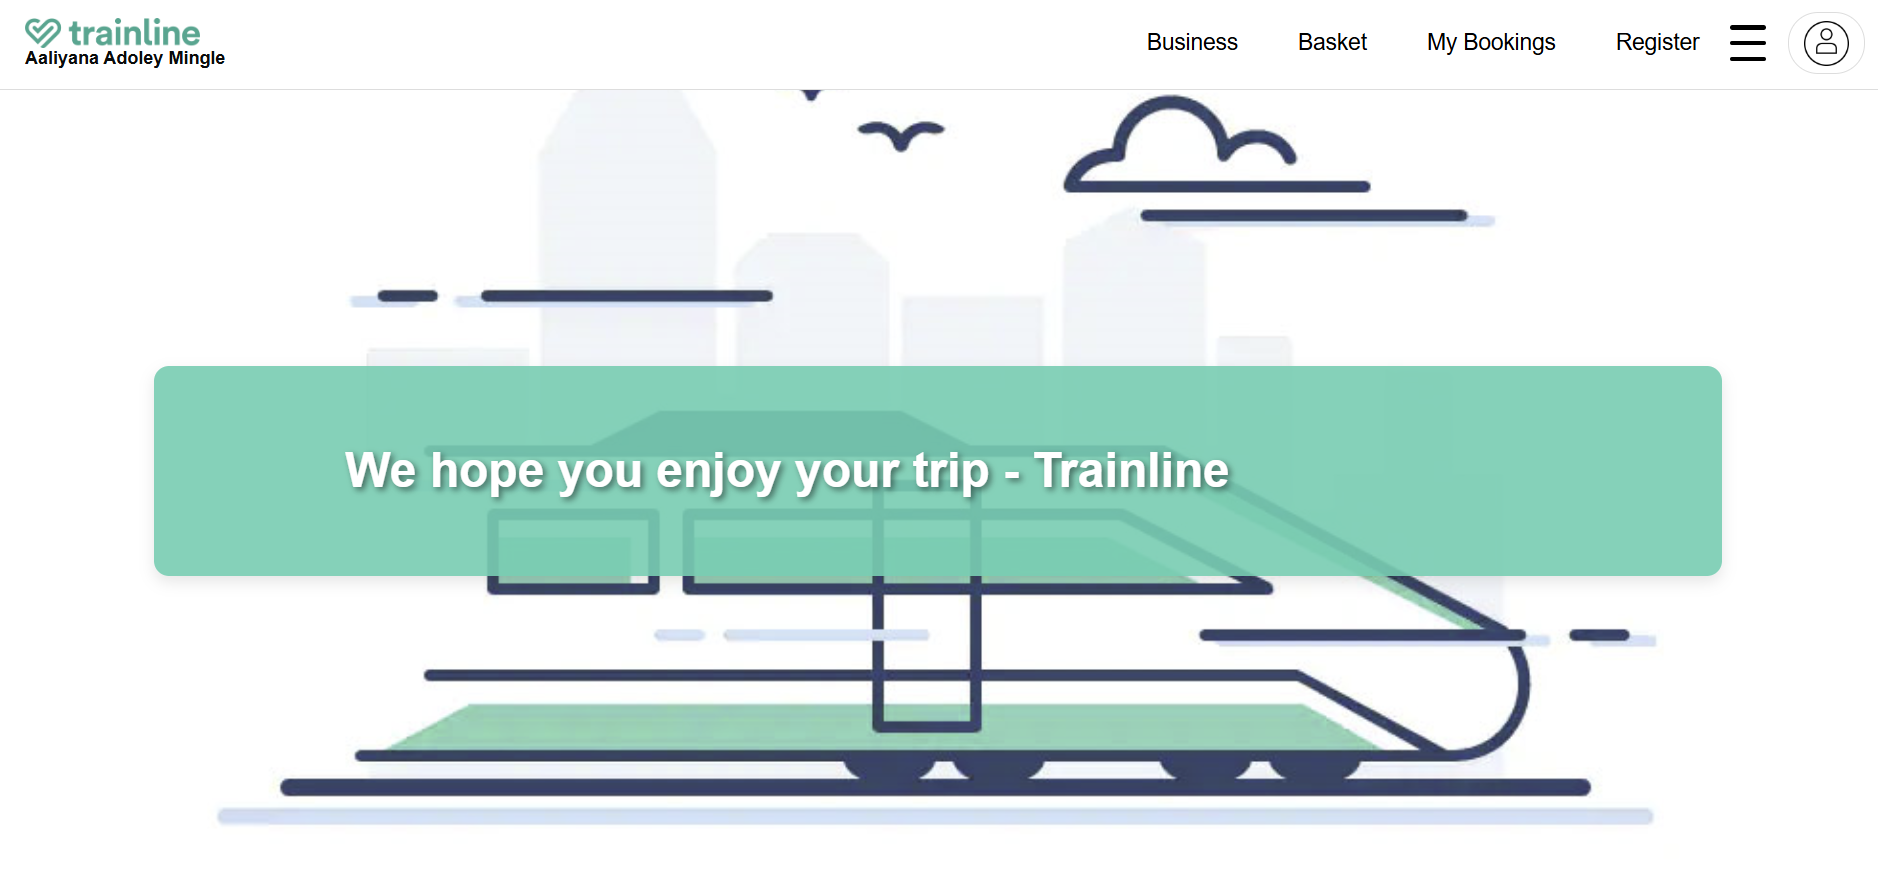 trainline
Aaliyana Adoley Mingle
Business Basket My Bookings Register
We hope you enjoy your trip - Trainline